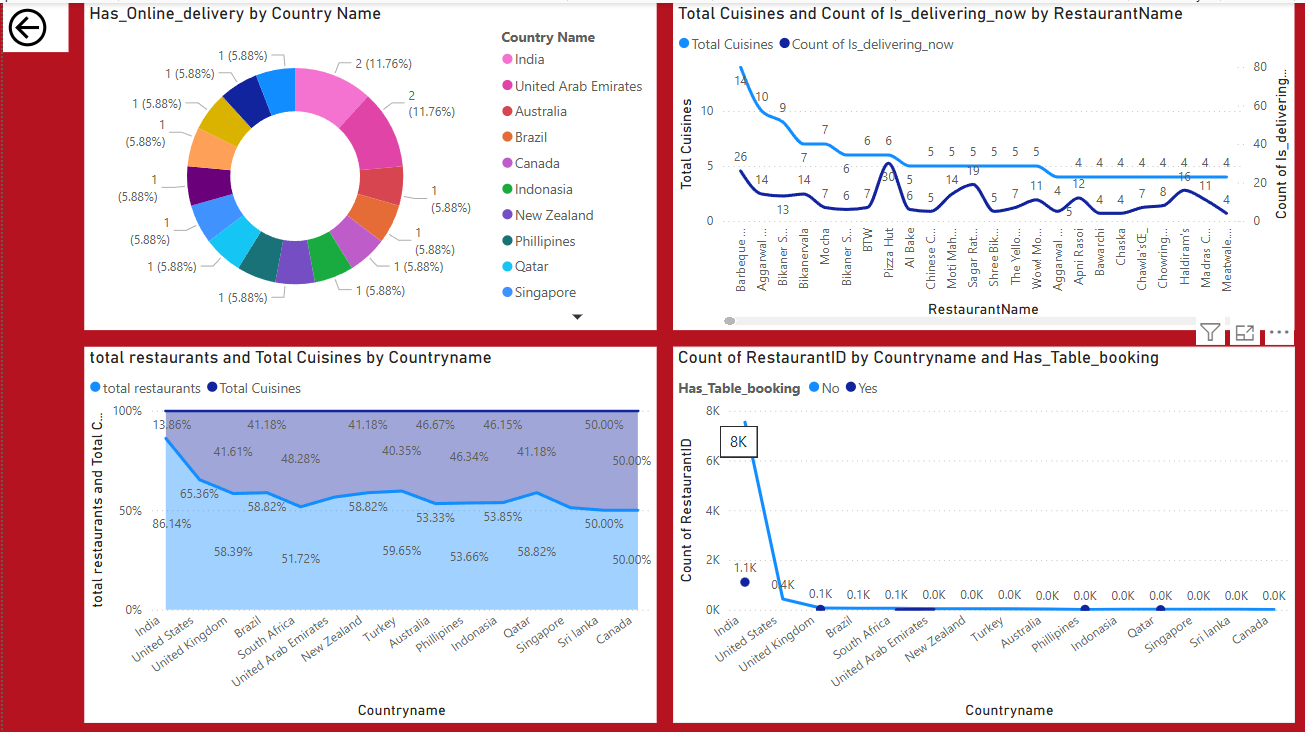 Has_Online_delivery by Country Name
1 (5.88%)
2 (11.76%)
1 (5.88%)
2
(11.76%)
1 (5.88%)
1
(5.88%)
1
(5.88%)
1
(5.88%)
1
(5.88%)
1
(5.88%)
1 (5.88%)
1 (5.88%)
1 (5.88%)
1 (5.88%)
1 (5.88%)
Country Name
India
United Arab Emirates
Australia
Brazil
Canada
Indonasia
New Zealand
Phillipines
Qatar
Singapore
Total Cuisines and Count of Is_delivering_now by RestaurantName
Total Cuisines Count of Is_delivering_now
Total Cuisines
10
5
0
14 10 9 7 7 6 6 6 5 5 5 5 5 5 5 4 4 4 4 4 4 4 4 4
26 14 13 14 7 6 7 30 6 5 14 19 5 7 11 5 12 4 4 7 8 16 11 4
80
60
40
20
0
Count of Is_delivering...
Barbeque ...
Aggarwal ...
Bikaner S...
Bikanervala
Mocha
Bikaner S...
BTW
Pizza Hut
Al Bake
Chinese C...
Moti Mah...
Sagar Rat...
Shree Bik...
The Yello...
Wow! Mo...
Aggarwal ...
Apni Rasoi
Bawarchi
Chaska
Chawla'sŒ_
Chowring...
Haldiram's
Madras C...
Meatwale...
RestaurantName
total restaurants and Total Cuisines by Countryname
total restaurants Total Cuisines
total restaurants and Total C...
100%
50%
0%
13.86% 41.18% 41.18% 46.67% 46.15% 50.00%
41.61% 48.28% 40.35% 46.34% 41.18% 50.00%
65.36% 58.82% 58.82% 53.33% 53.85% 50.00%
86.14% 58.39% 51.72% 59.65% 53.66% 58.82% 50.00%
India
United States
United Kingdom
Brazil
South Africa
United Arab Emirates
New Zealand
Turkey
Australia
Phillipines
Indonasia
Qatar
Singapore
Sri lanka
Canada
Countryname
Count of RestaurantID by Countryname and Has_Table_booking
Has_Table_booking No Yes
Count of RestaurantID
8K
6K
4K
2K
0K
8K
1.1K
0.4K 0.1K 0.1K 0.1K 0.0K 0.0K 0.0K 0.0K 0.0K 0.0K 0.0K 0.0K 0.0K 0.0K
India
United States
United Kingdom
Brazil
South Africa
United Arab Emirates
New Zealand
Turkey
Australia
Phillipines
Indonasia
Qatar
Singapore
Sri lanka
Canada
Countryname